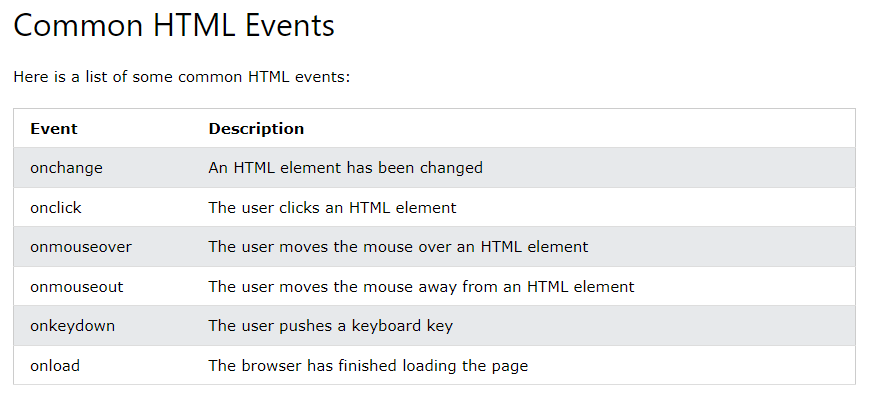 Common HTML Events
Here is a list of some common HTML events:
Event Description
onchange An HTML element has been changed
onclick The user clicks an HTML element
onmouseover The user moves the mouse over an HTML element
onmouseout The user moves the mouse away from an HTML element
onkeydown The user pushes a keyboard key
onload The browser has finished loading the page